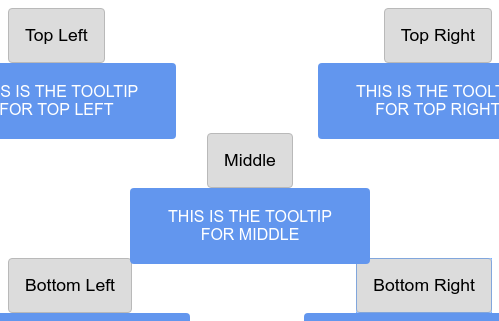 Top Left
Top Right
S IS THE TOOLTIP
FOR TOP LEFT
THIS IS THE TOOLT
FOR TOP RIGHT
Middle
THIS IS THE TOOLTIP
FOR MIDDLE
Bottom Left
Bottom Right